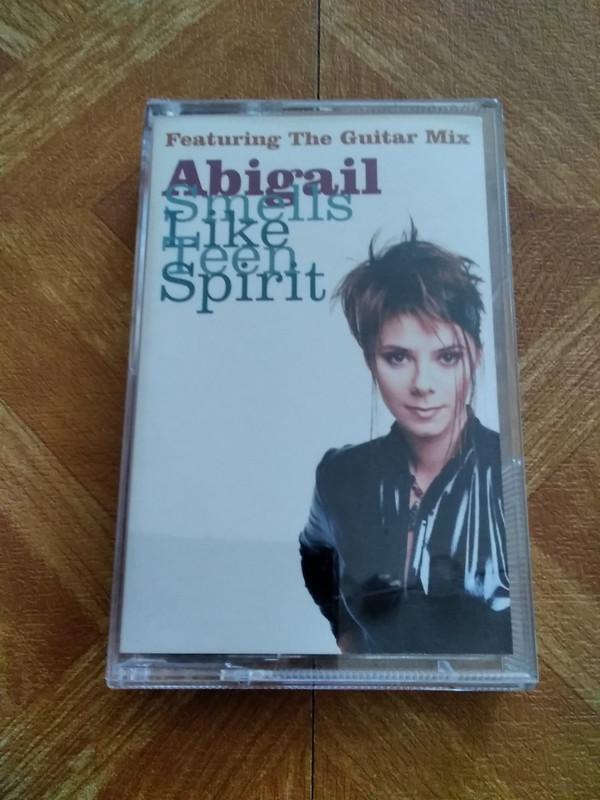 Featuring The Guitar Mix
Abigail
Smells
Like
Teen
Spirit